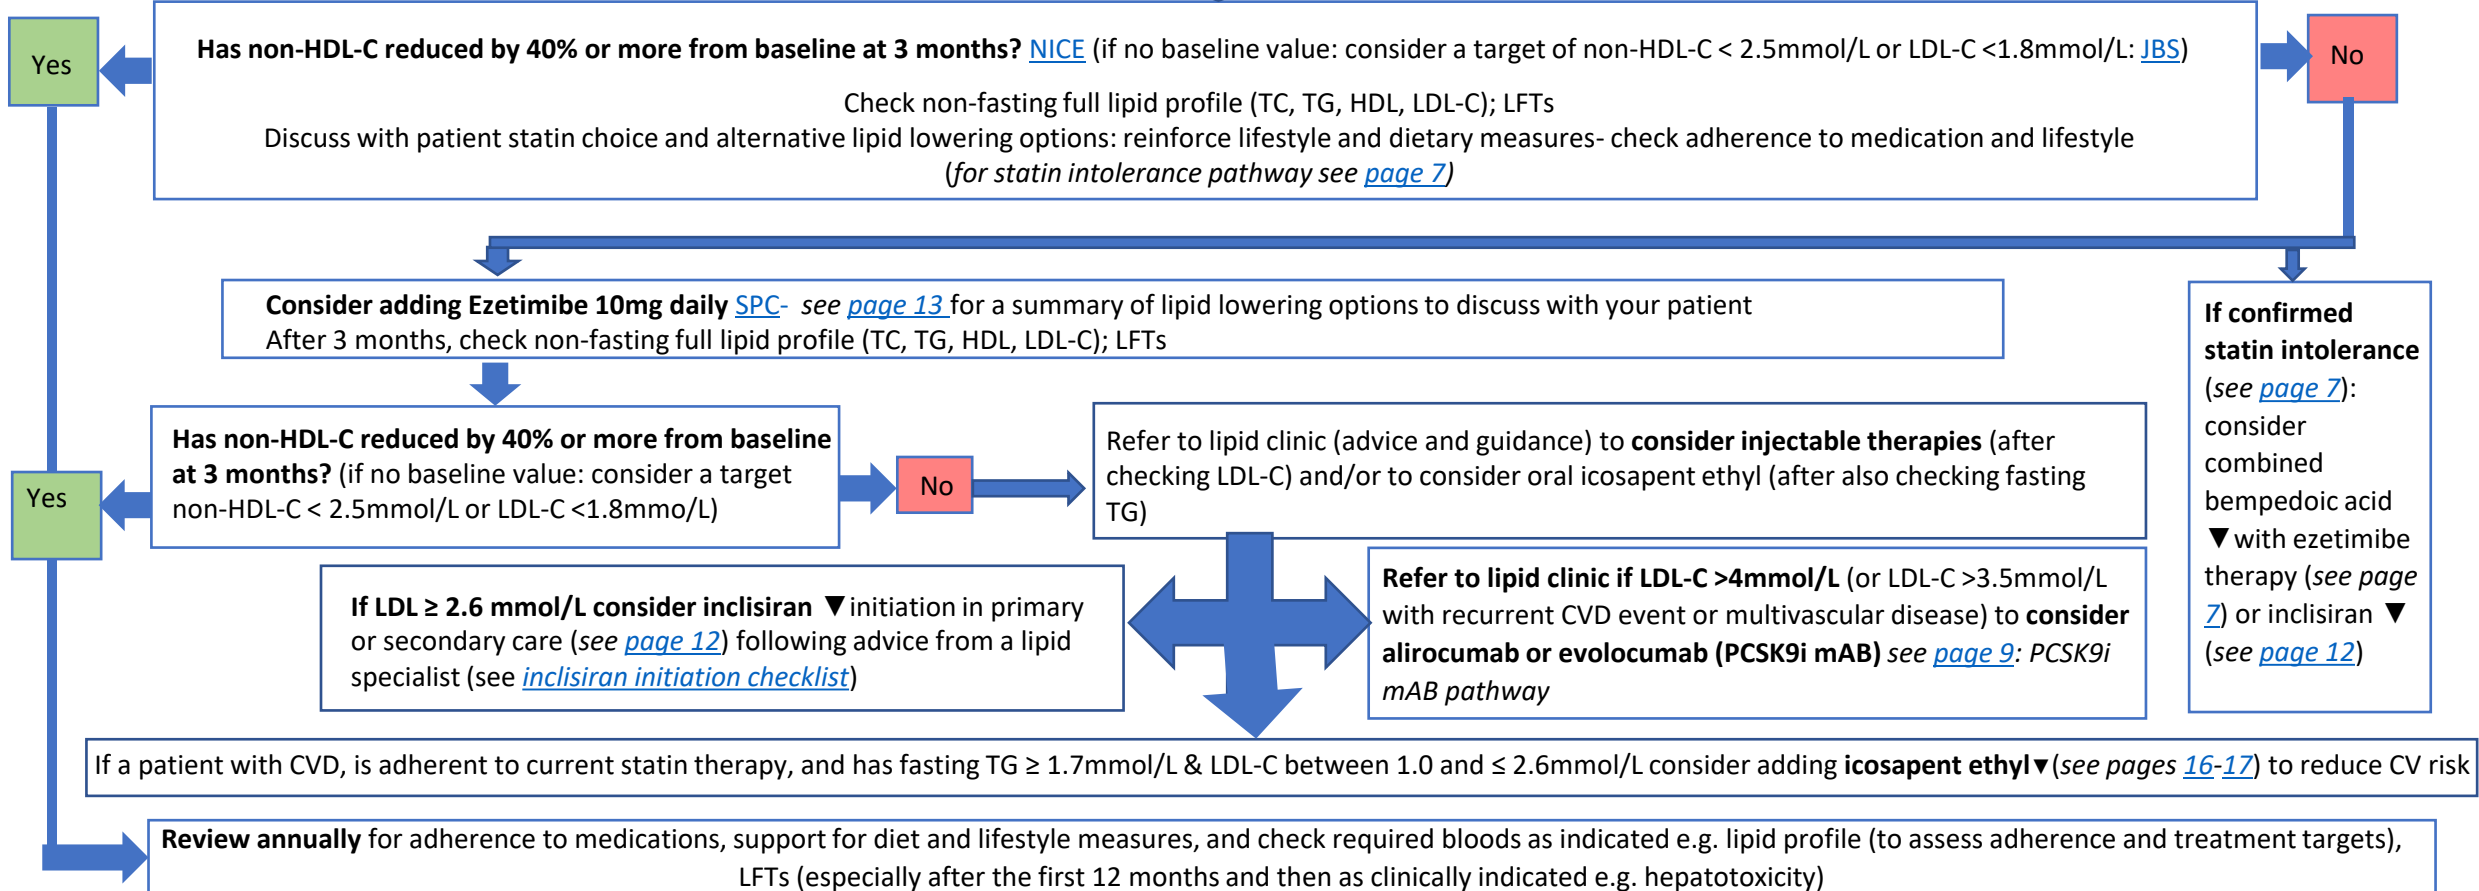 Yes
Has non-HDL-C reduced by 40% or more from baseline at 3 months? NICE (if no baseline value: consider a target of non-HDL-C < 2.5mmol/L or LDL-C <1.8mmol/L: JBS)
No
Check non-fasting full lipid profile (TC, TG, HDL, LDL-C); LFTs
Discuss with patient statin choice and alternative lipid lowering options: reinforce lifestyle and dietary measures- check adherence to medication and lifestyle
(for statin intolerance pathway see page 7)
Consider adding Ezetimibe 10mg daily SPC- see page 13 for a summary of lipid lowering options to discuss with your patient
After 3 months, check non-fasting full lipid profile (TC, TG, HDL, LDL-C); LFTs
If confirmed
statin intolerance
(see page 7):
consider
combined
bempedoic acid
▼with ezetimibe
therapy (see page
7) or inclisiran ▼
(see page 12)
Has non-HDL-C reduced by 40% or more from baseline
at 3 months? (if no baseline value: consider a target
non-HDL-C < 2.5mmol/L or LDL-C <1.8mmo/L)
Yes
No
Refer to lipid clinic (advice and guidance) to consider injectable therapies (after
checking LDL-C) and/or to consider oral icosapent ethyl (after also checking fasting
TG)
If LDL ≥ 2.6 mmol/L consider inclisiran ▼initiation in primary
or secondary care (see page 12) following advice from a lipid
specialist (see inclisiran initiation checklist)
Refer to lipid clinic if LDL-C >4mmol/L (or LDL-C >3.5mmol/L
with recurrent CVD event or multivascular disease) to consider
alirocumab or evolocumab (PCSK9i mAB) see page 9: PCSK9i
mAB pathway
If a patient with CVD, is adherent to current statin therapy, and has fasting TG ≥ 1.7mmol/L & LDL-C between 1.0 and ≤ 2.6mmol/L consider adding icosapent ethyl▼(see pages 16-17) to reduce CV risk
Review annually for adherence to medications, support for diet and lifestyle measures, and check required bloods as indicated e.g. lipid profile (to assess adherence and treatment targets),
LFTs (especially after the first 12 months and then as clinically indicated e.g. hepatotoxicity)